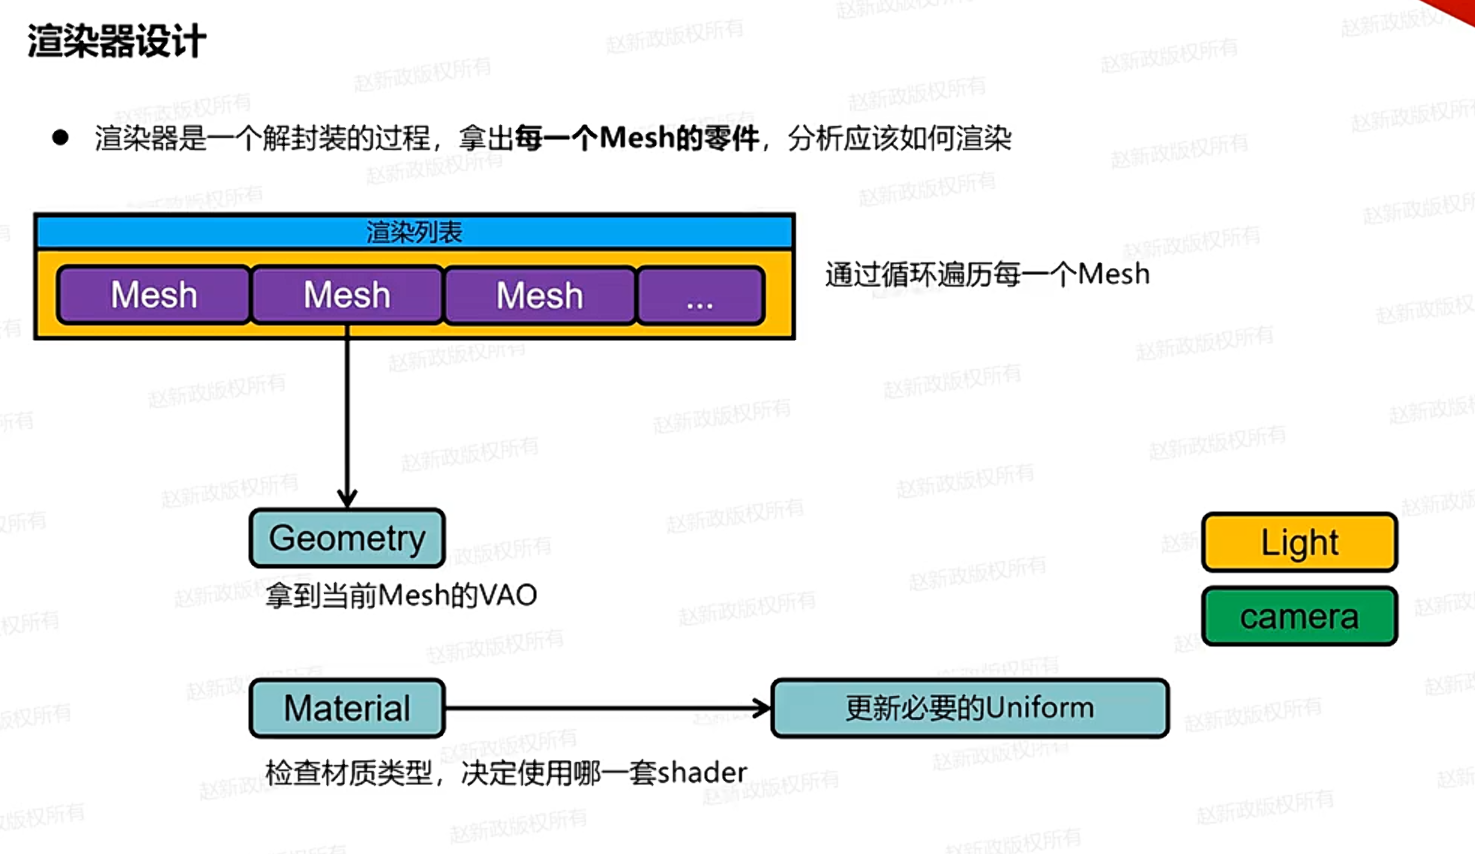 渲染器设计
● 渲染器是一个解封装的过程，拿出每一个Mesh的零件，分析应该如何渲染
渲染列表
Mesh Mesh Mesh ...
通过循环遍历每一个Mesh
Geometry
拿到当前Mesh的VAO
Light
camera
Material
更新必要的Uniform
检查材质类型，决定使用哪一套shader
赵新政版权所有